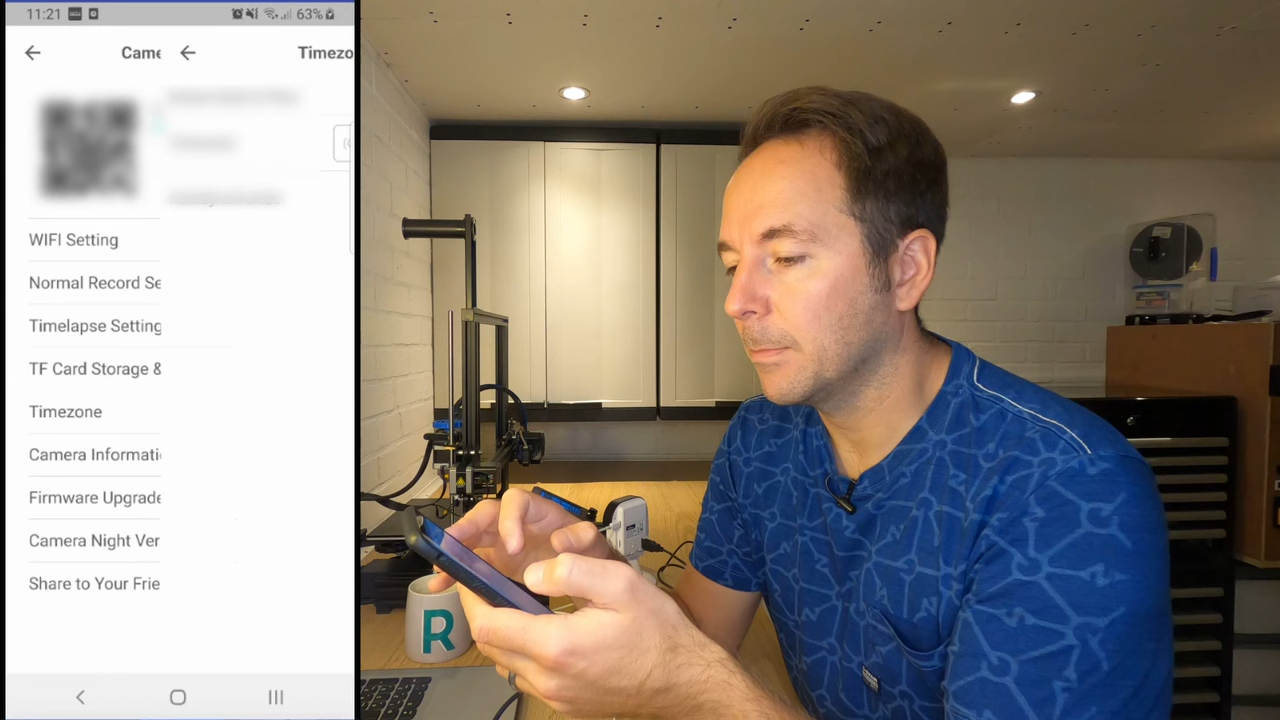 11:21 63%
Came Timezo
WIFI Setting
Normal Record Se
Timelapse Setting
TF Card Storage &
Timezone
Camera Informati
Firmware Upgrade
Camera Night Ver
Share to Your Frie
R